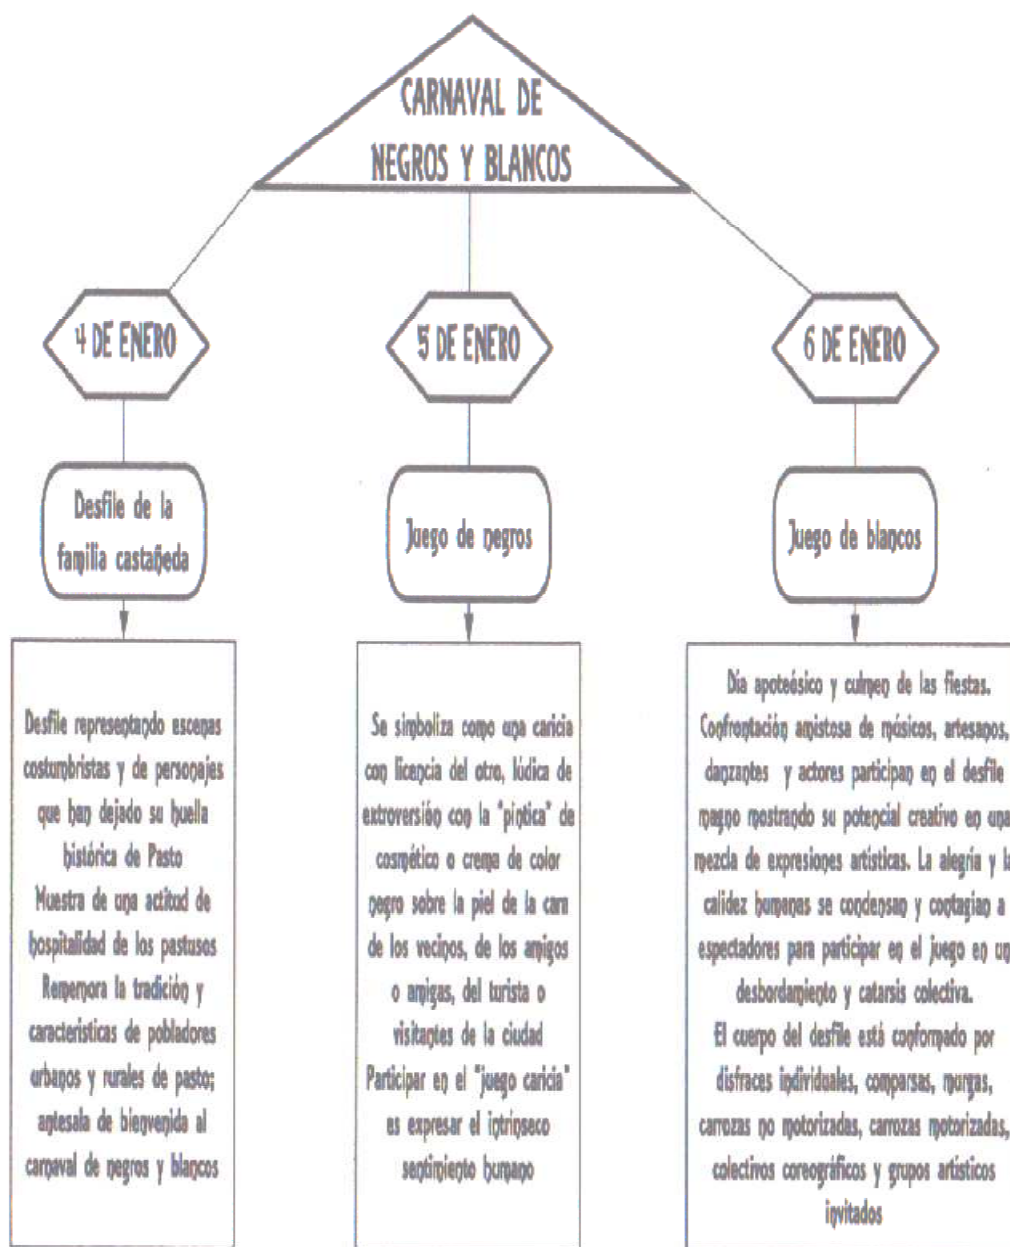 CARNAVAL DE
NEGROS Y BLANCOS
4 DE ENERO
5 DE ENERO
6 DE ENERO
Desfile de la
familia castañeda
Juego de negros
Juego de blancos
Desfile representando escenas
costumbristas y de personajes
que han dejado su huella
histórica de Pasto
Muestra de una actitud de
hospitalidad de los pastusos
Rememora la tradición y
características de pobladores
urbanos y rurales de pasto;
antesala de bienvenida al
carnaval de negros y blancos
Se simboliza como una caricia
con licencia del otro, lúdica de
extroversión con la "pintica" de
cosmético o crema de color
negro sobre la piel de la cara
de los vecinos, de los amigos
o amigas, del turista o
visitantes de la ciudad
Participar en el "juego caricia"
es expresar el intrínseco
sentimiento humano
Día apoteósico y culmen de las fiestas.
Confrontación amistosa de músicos, artesanos,
danzantes y actores participan en el desfile
magno mostrando su potencial creativo en una
mezcla de expresiones artísticas. La alegría y la
calidez humanas se condensan y contagian a
espectadores para participar en el juego en un
desbordamiento y catarsis colectiva.
El cuerpo del desfile está conformado por
disfraces individuales, comparsas, murgas,
carrozas no motorizadas, carrozas motorizadas,
colectivos coreográficos y grupos artísticos
invitados